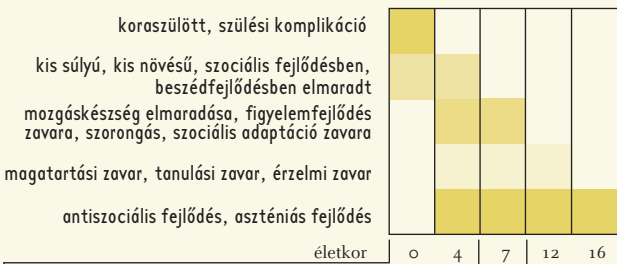 koraszülött, szülési komplikáció
kis súlyú, kis növésű, szociális fejlődésben,
beszédfejlődésben elmaradt
mozgáskészség elmaradása, figyelemfejlődés
zavara, szorongás, szociális adaptáció zavara
magatartási zavar, tanulási zavar, érzelmi zavar
antiszociális fejlődés, aszténiás fejlődés
életkor 0 4 7 12 16